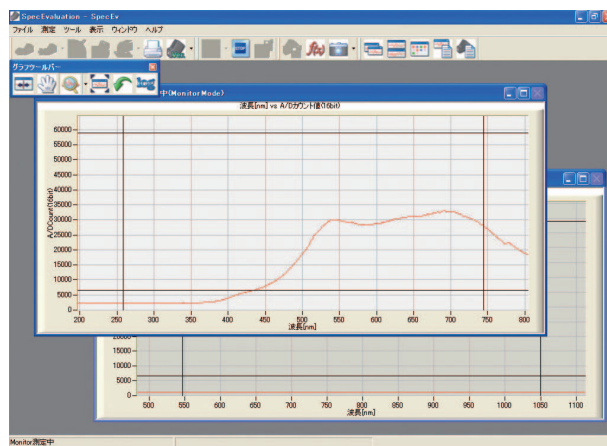 SpecEvaluation - SpecEv
ファイル 測定 ツール 表示 ウィンドウ ヘルプ
グラフツールバー
log
中(MonitorMode)
波長[nm] vs A/Dカウント値(16bit)
A/DCount(16bit)
60000
55000
50000
45000
40000
35000
30000
25000
20000
15000
10000
5000
0
200 250 300 350 400 450 500 550 600 650 700 750 800
波長[nm]
20000
15000
10000
5000
0
500 550 600 650 700 750 800 850 900 950 1000 1050 1100
波長[nm]
Monitor測定中